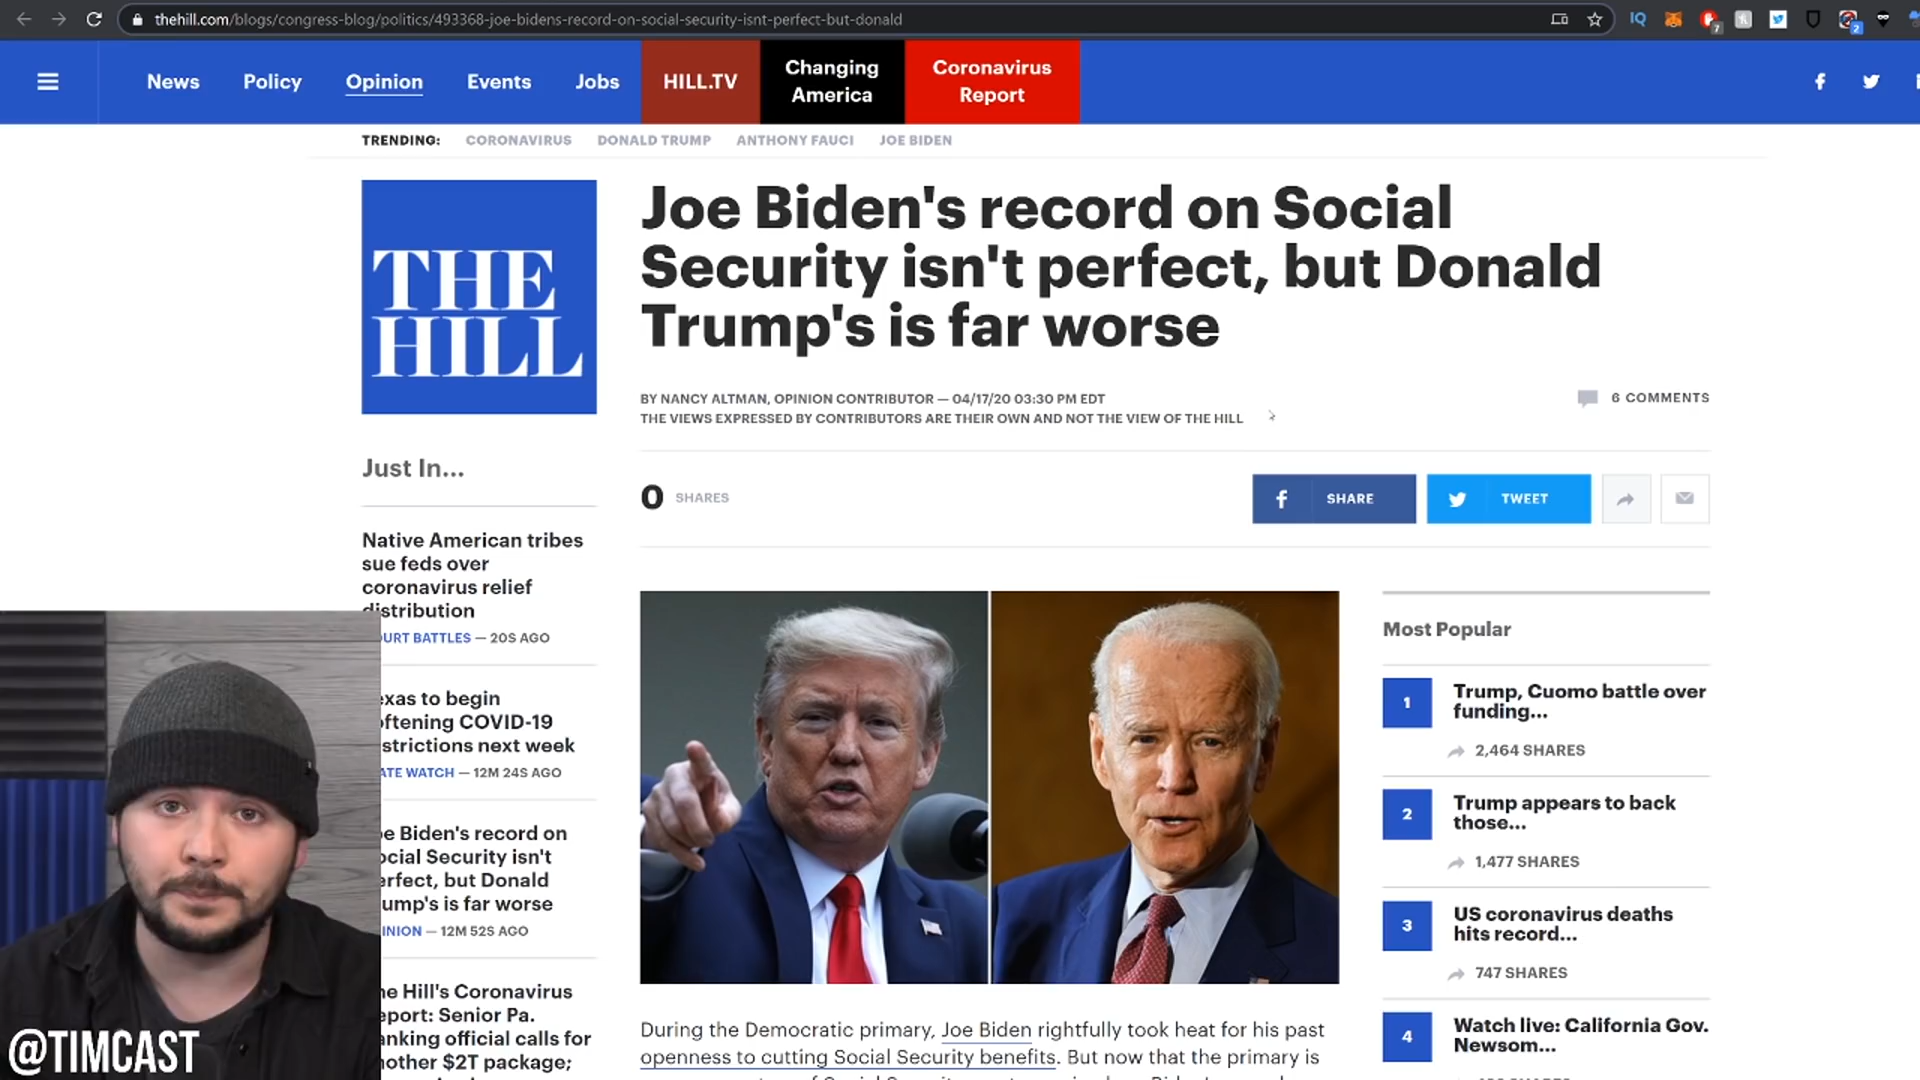 thehill.com/blogs/congress-blog/politics/493368-joe-bidens-record-on-social-security-isnt-perfect-but-donald
IQ
7
2
News
Policy
Opinion
Events
Jobs
HILL.TV
Changing
America
Coronavirus
Report
TRENDING:
CORONAVIRUS
DONALD TRUMP
ANTHONY FAUCI
JOE BIDEN
THE
HILL
Joe Biden's record on Social
Security isn't perfect, but Donald
Trump's is far worse
BY NANCY ALTMAN, OPINION CONTRIBUTOR — 04/17/20 03:30 PM EDT
THE VIEWS EXPRESSED BY CONTRIBUTORS ARE THEIR OWN AND NOT THE VIEW OF THE HILL
6 COMMENTS
0 SHARES
SHARE
TWEET
Just In...
Native American tribes
sue feds over
coronavirus relief
distribution
URT BATTLES — 20S AGO
exas to begin
ftening COVID-19
strictions next week
ATE WATCH — 12M 24S AGO
e Biden's record on
ocial Security isn't
erfect, but Donald
ump's is far worse
INION — 12M 52S AGO
he Hill's Coronavirus
eport: Senior Pa.
anking official calls for
nother $2T package;
During the Democratic primary, Joe Biden rightfully took heat for his past
openness to cutting Social Security benefits. But now that the primary is
Most Popular
1
Trump, Cuomo battle over
funding...
2,464 SHARES
2
Trump appears to back
those...
1,477 SHARES
3
US coronavirus deaths
hits record...
747 SHARES
4
Watch live: California Gov.
Newsom...
@TIMCAST